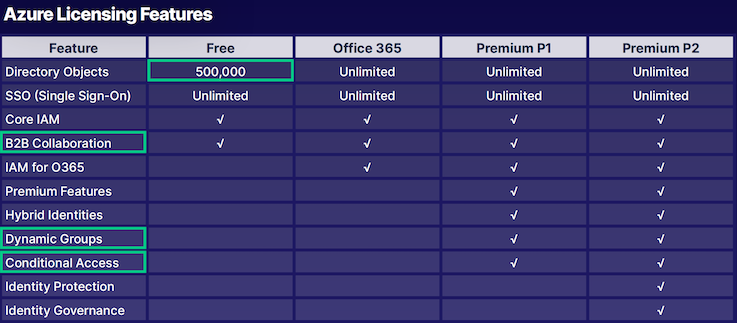 Azure Licensing Features
Feature Free Office 365 Premium P1 Premium P2
Directory Objects 500,000 Unlimited Unlimited Unlimited
SSO (Single Sign-On) Unlimited Unlimited Unlimited Unlimited
Core IAM √ √ √ √
B2B Collaboration √ √ √ √
IAM for O365 √ √ √
Premium Features √ √
Hybrid Identities √ √
Dynamic Groups √ √
Conditional Access √ √
Identity Protection √
Identity Governance √